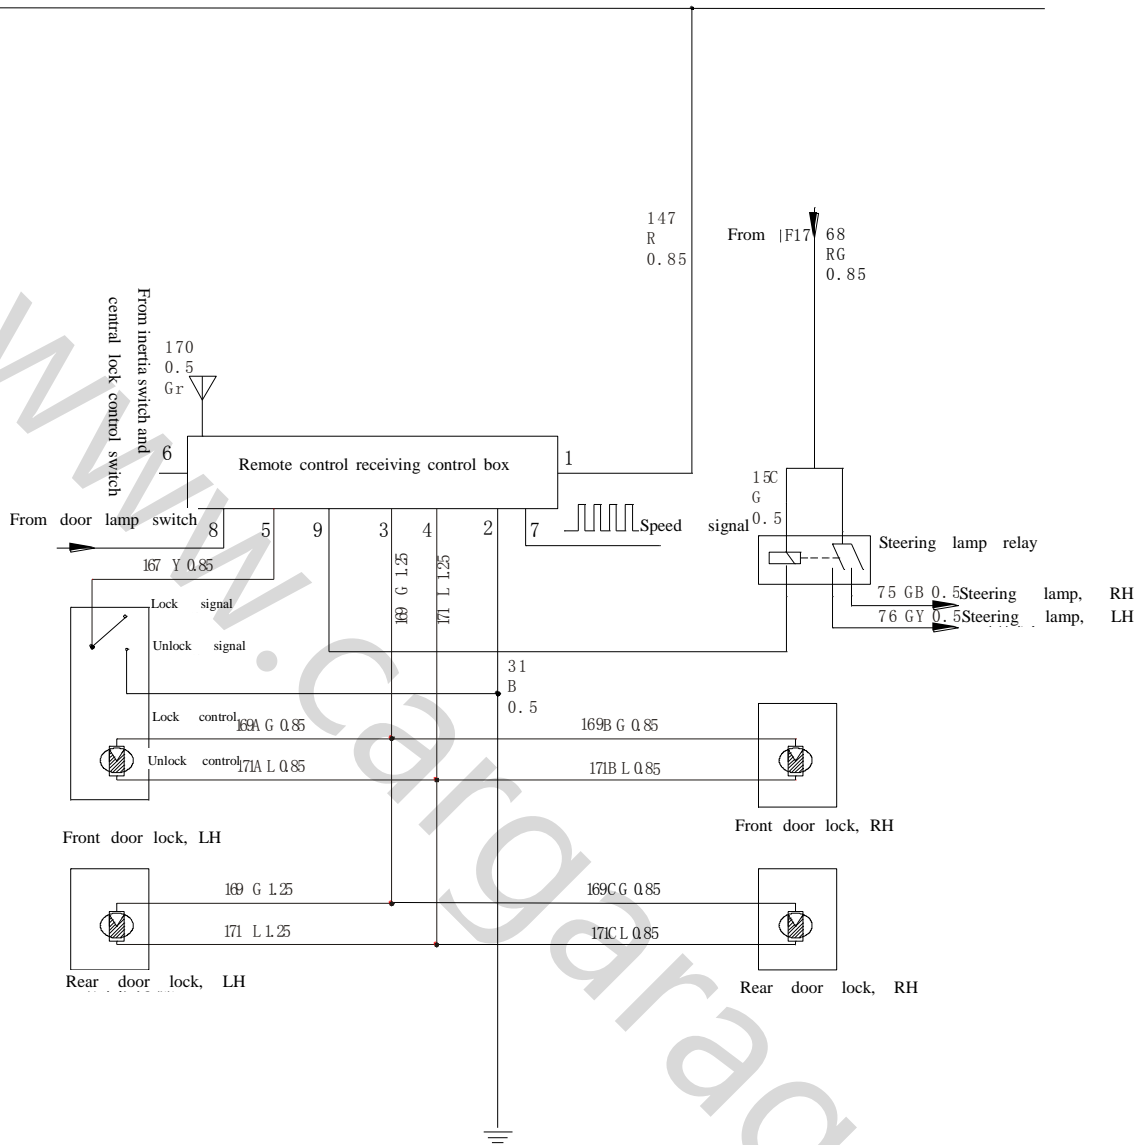 147
R
0.85
From F17
68
RG
0.85
From inertia switch and
central lock control switch
170
0.5
Gr
6
Remote control receiving control box
1
15C
G
0.5
From door lamp switch
8
5
9
3
4
2
7
Speed signal
Steering lamp relay
167 Y 0.85
169 G 1.25
171 L 1.25
75 GB 0.5 Steering lamp, RH
76 GY 0.5 Steering lamp, LH
Lock signal
Unlock signal
31
B
0.5
Lock control
169A G 0.85
169B G 0.85
Unlock control
171A L 0.85
171B L 0.85
Front door lock, LH
Front door lock, RH
169 G 1.25
169C G 0.85
171 L 1.25
171C L 0.85
Rear door lock, LH
Rear door lock, RH
www.cargarag